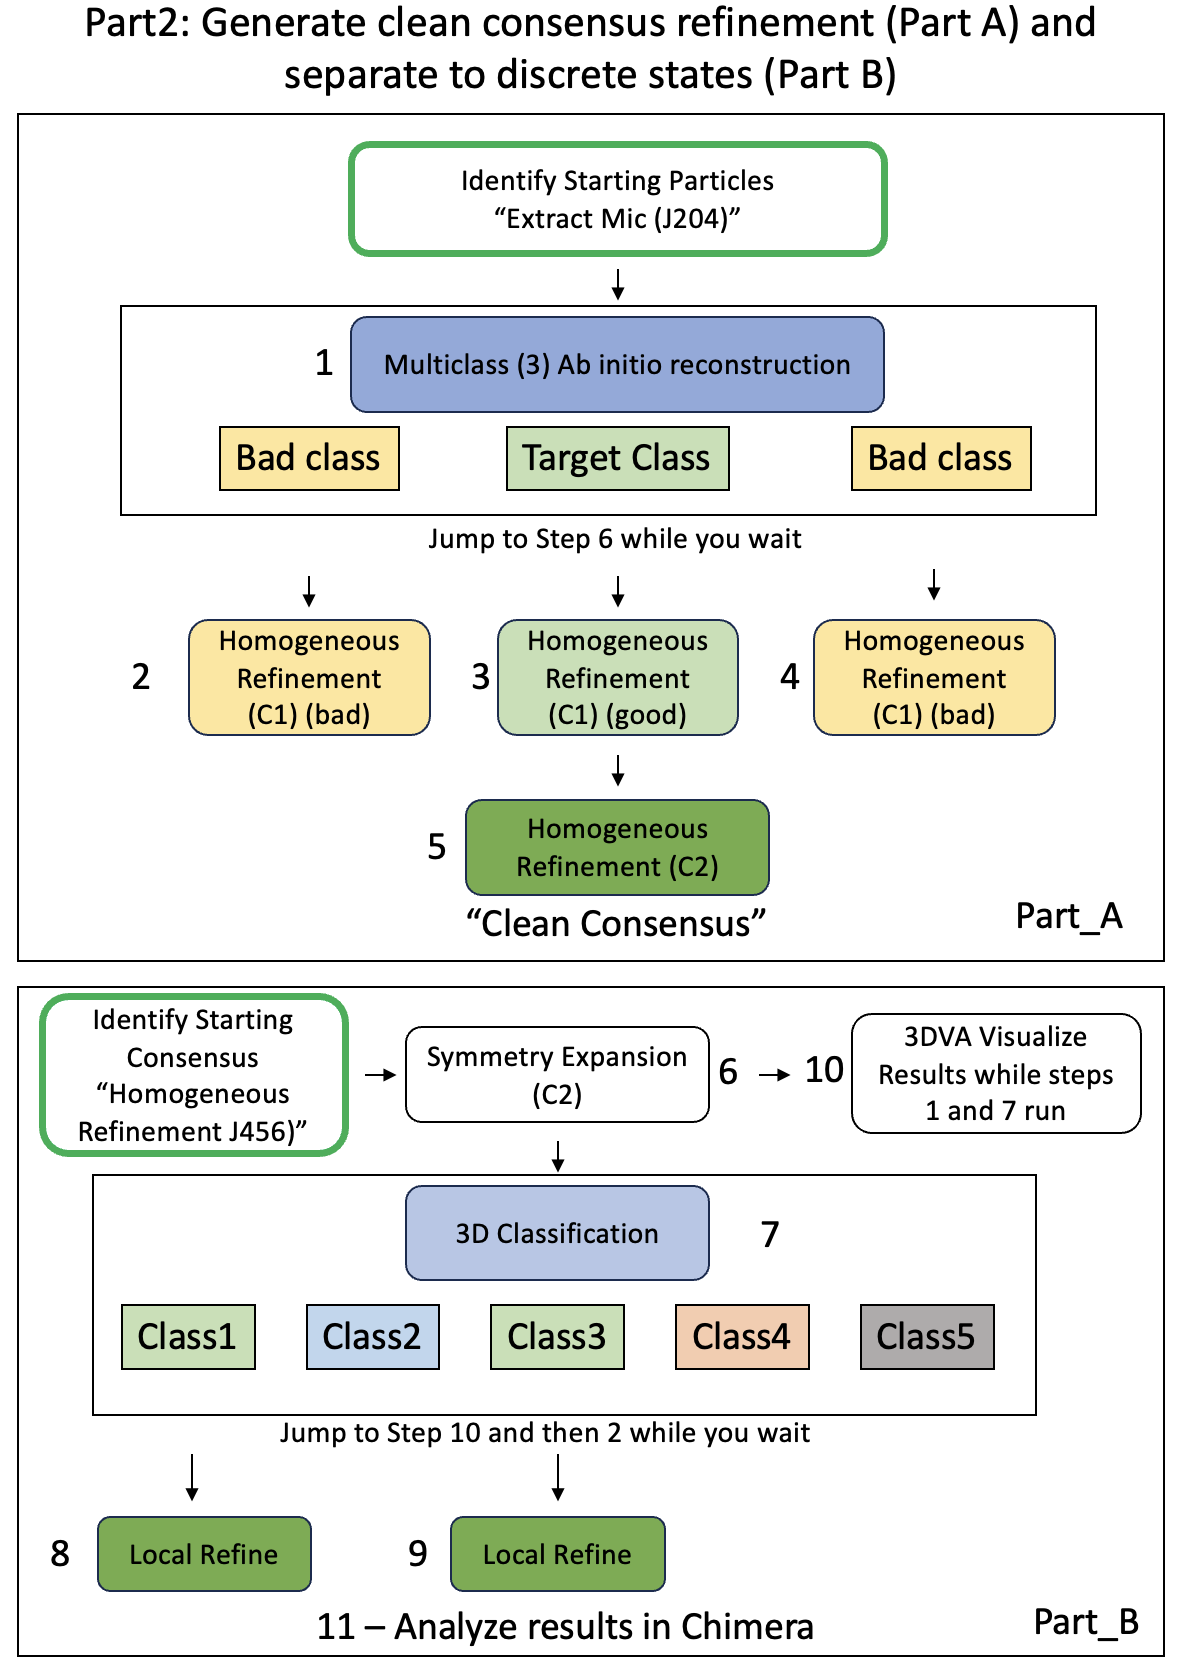 Part2: Generate clean consensus refinement (Part A) and
separate to discrete states (Part B)
Identify Starting Particles
“Extract Mic (J204)”
1
Multiclass (3) Ab initio reconstruction
Bad class
Target Class
Bad class
Jump to Step 6 while you wait
2
Homogeneous
Refinement
(C1) (bad)
3
Homogeneous
Refinement
(C1) (good)
4
Homogeneous
Refinement
(C1) (bad)
5
Homogeneous
Refinement (C2)
“Clean Consensus”
Part_A
Identify Starting
Consensus
“Homogeneous
Refinement J456)”
Symmetry Expansion
(C2)
6
10
3DVA Visualize
Results while steps
1 and 7 run
3D Classification
7
Class1
Class2
Class3
Class4
Class5
Jump to Step 10 and then 2 while you wait
8
Local Refine
9
Local Refine
11 – Analyze results in Chimera
Part_B